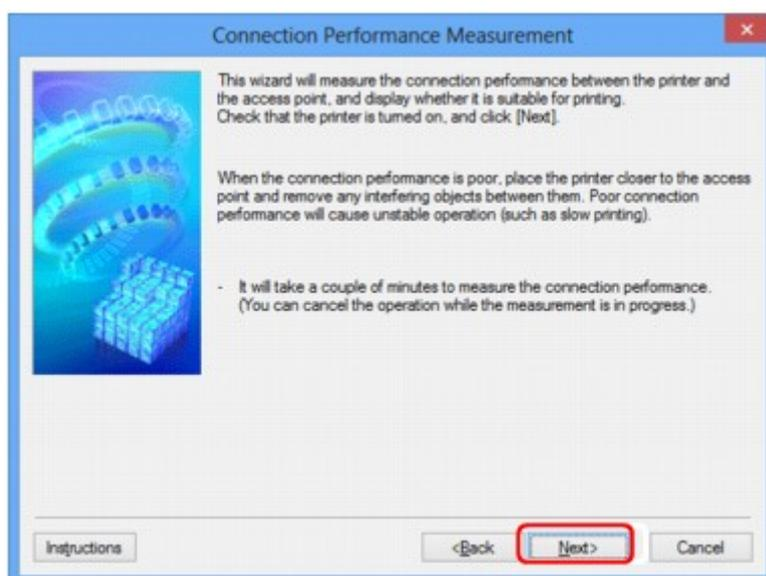 Connection Performance Measurement
This wizard will measure the connection performance between the printer and
the access point, and display whether it is suitable for printing.
Check that the printer is turned on, and click [Next].
When the connection performance is poor, place the printer closer to the access
point and remove any interfering objects between them. Poor connection
performance will cause unstable operation (such as slow printing).
- It will take a couple of minutes to measure the connection performance.
(You can cancel the operation while the measurement is in progress.)
Instructions
<Back
Next>
Cancel